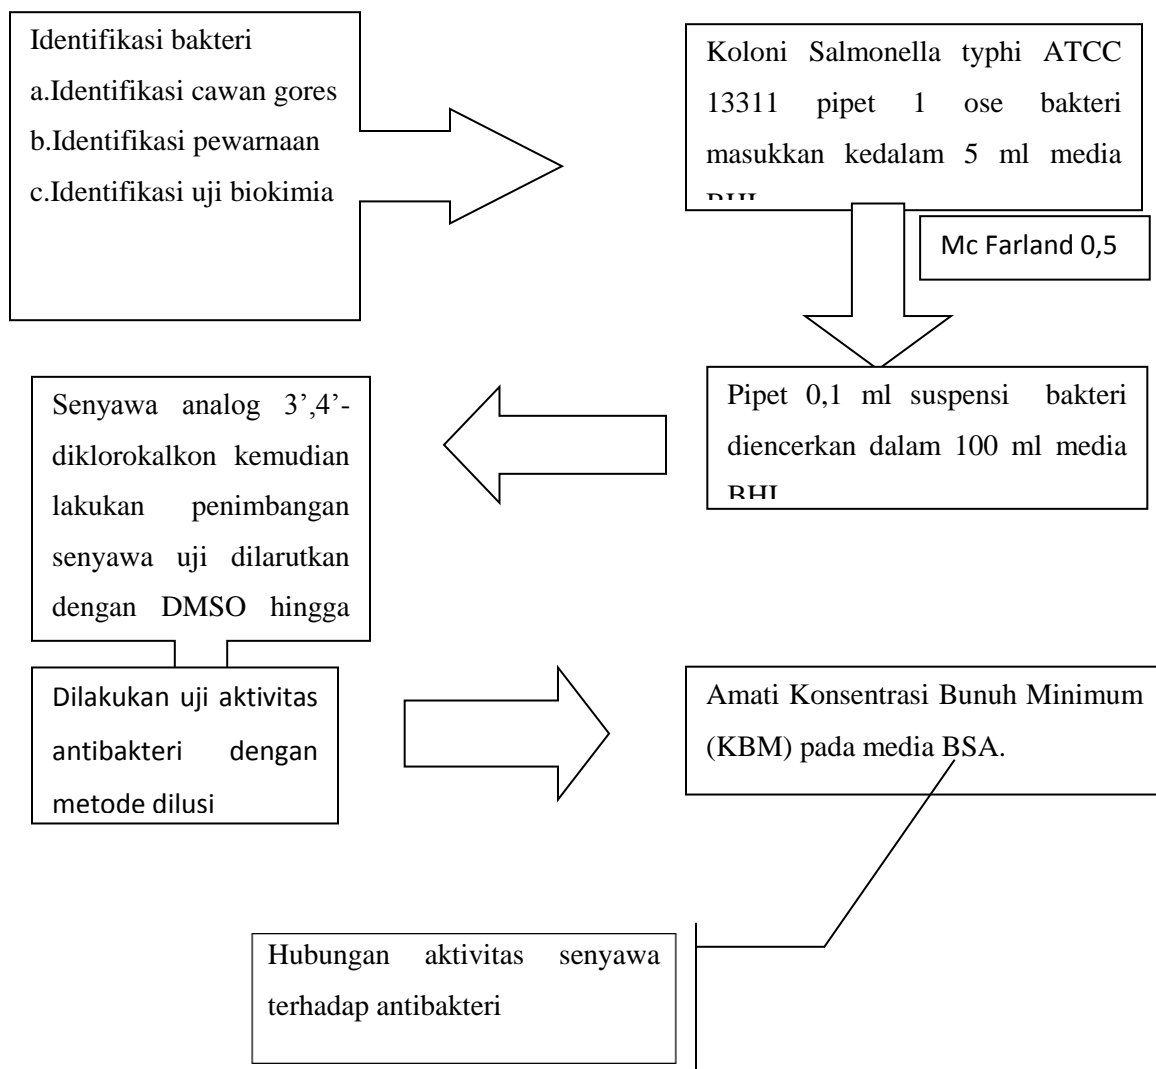 Identifikasi bakteri
a.Identifikasi cawan gores
b.Identifikasi pewarnaan
c.Identifikasi uji biokimia
Koloni Salmonella typhi ATCC
13311 pipet 1 ose bakteri
masukkan kedalam 5 ml media
BHI
Mc Farland 0,5
Pipet 0,1 ml suspensi bakteri
diencerkan dalam 100 ml media
BHI
Senyawa analog 3’,4’-
diklorokalkon kemudian
lakukan penimbangan
senyawa uji dilarutkan
dengan DMSO hingga
Dilakukan uji aktivitas
antibakteri dengan
metode dilusi
Amati Konsentrasi Bunuh Minimum
(KBM) pada media BSA.
Hubungan aktivitas senyawa
terhadap antibakteri